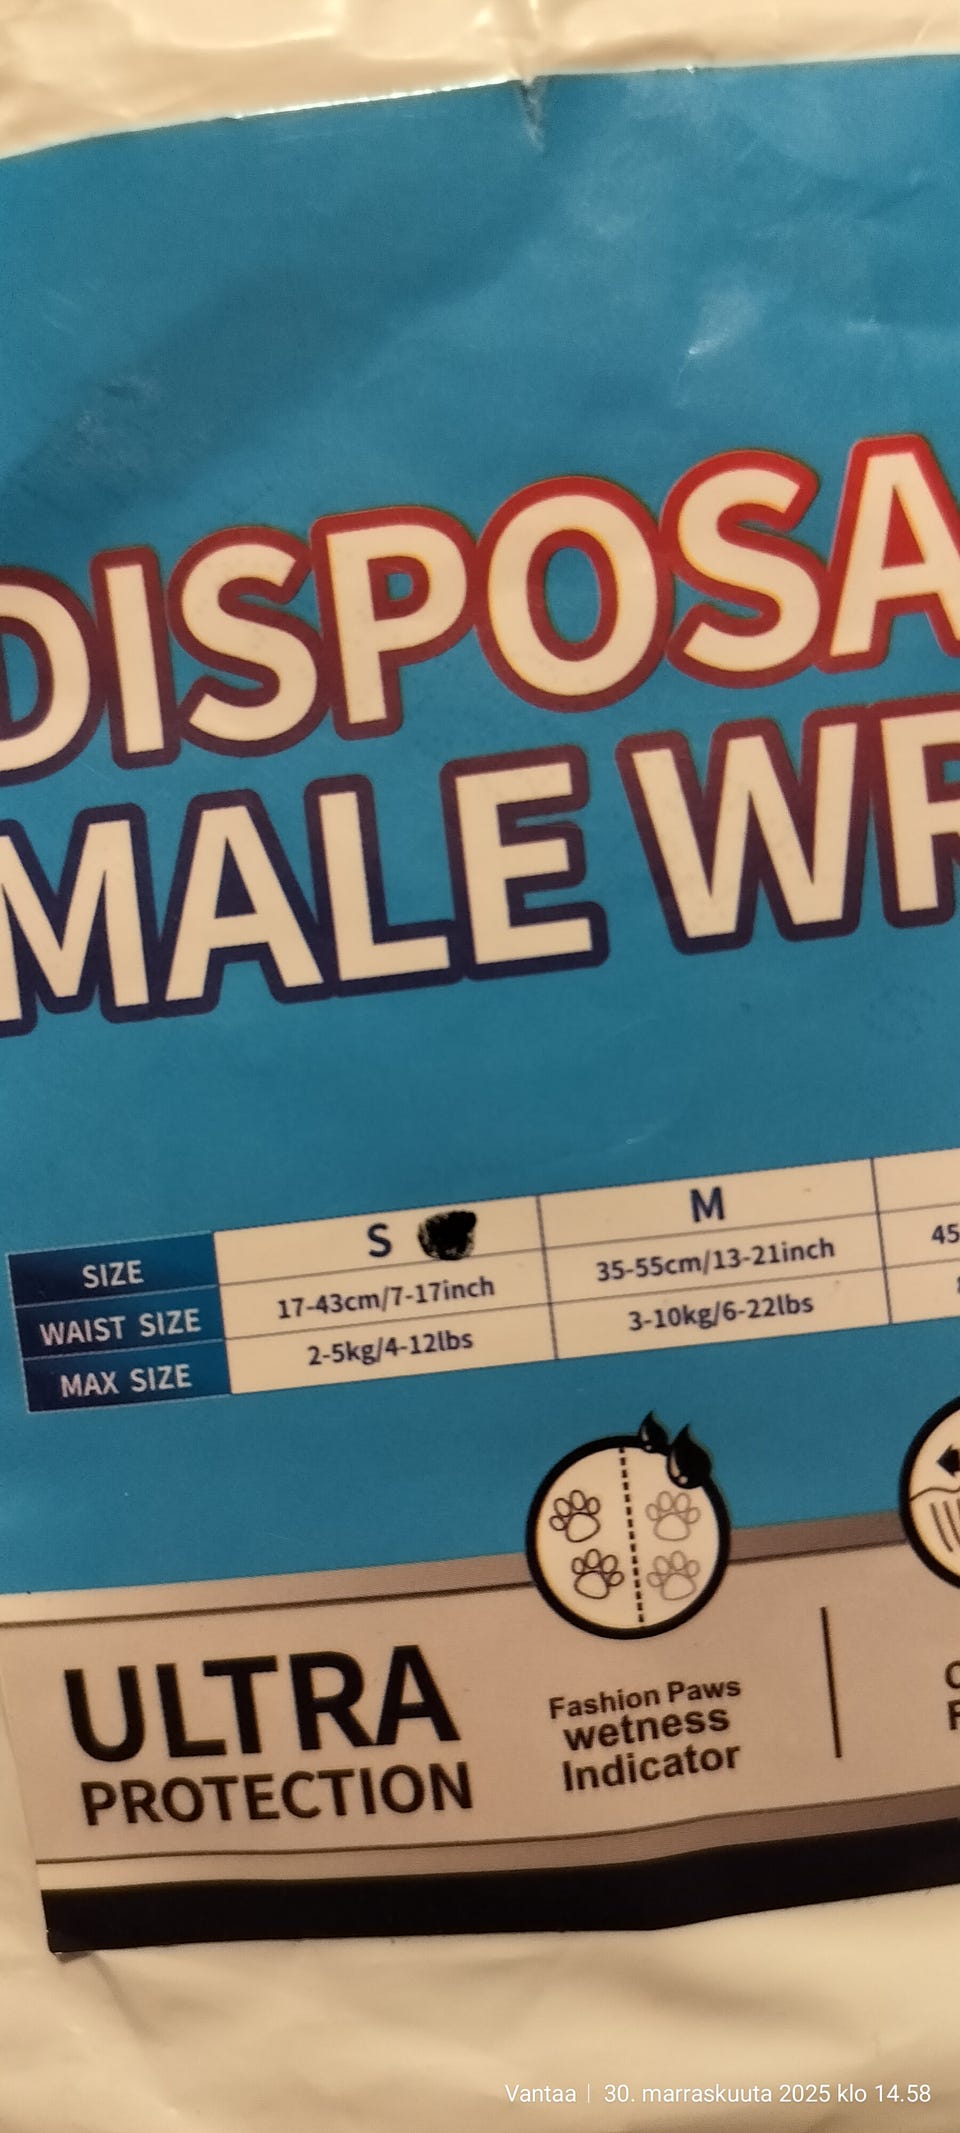 DISPOSA
MALE WR
SIZE S M
WAIST SIZE 17-43cm/7-17inch 35-55cm/13-21inch 45
MAX SIZE 2-5kg/4-12lbs 3-10kg/6-22lbs
ULTRA
PROTECTION
Fashion Paws
wetness
Indicator
Vantaa | 30. marraskuuta 2025 klo 14.58